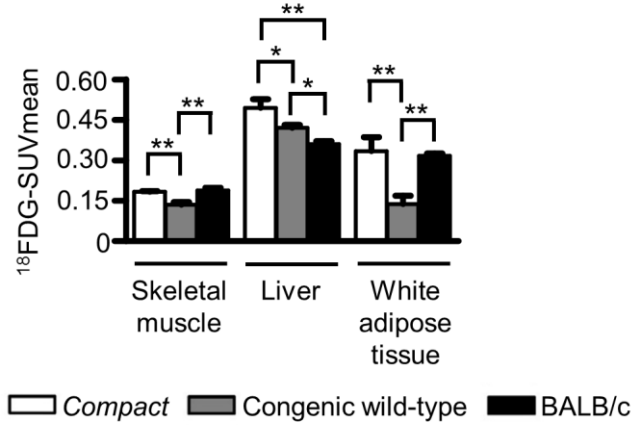 **
*
*
**
**
**
**
0.60
0.45
0.30
0.15
0
¹⁸FDG-SUVmean
Skeletal
muscle
Liver
White
adipose
tissue
Compact
Congenic wild-type
BALB/c